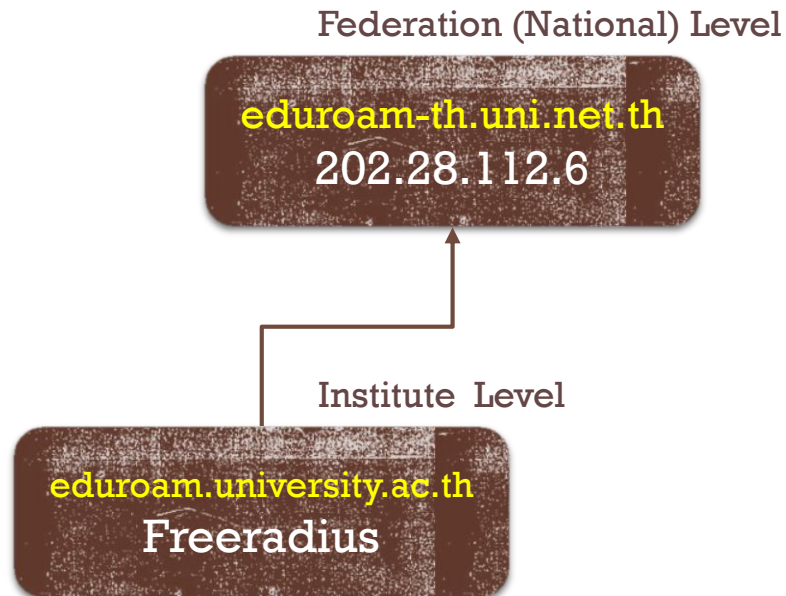 Federation (National) Level
eduroam-th.uni.net.th
202.28.112.6
Institute Level
eduroam.university.ac.th
Freeradius